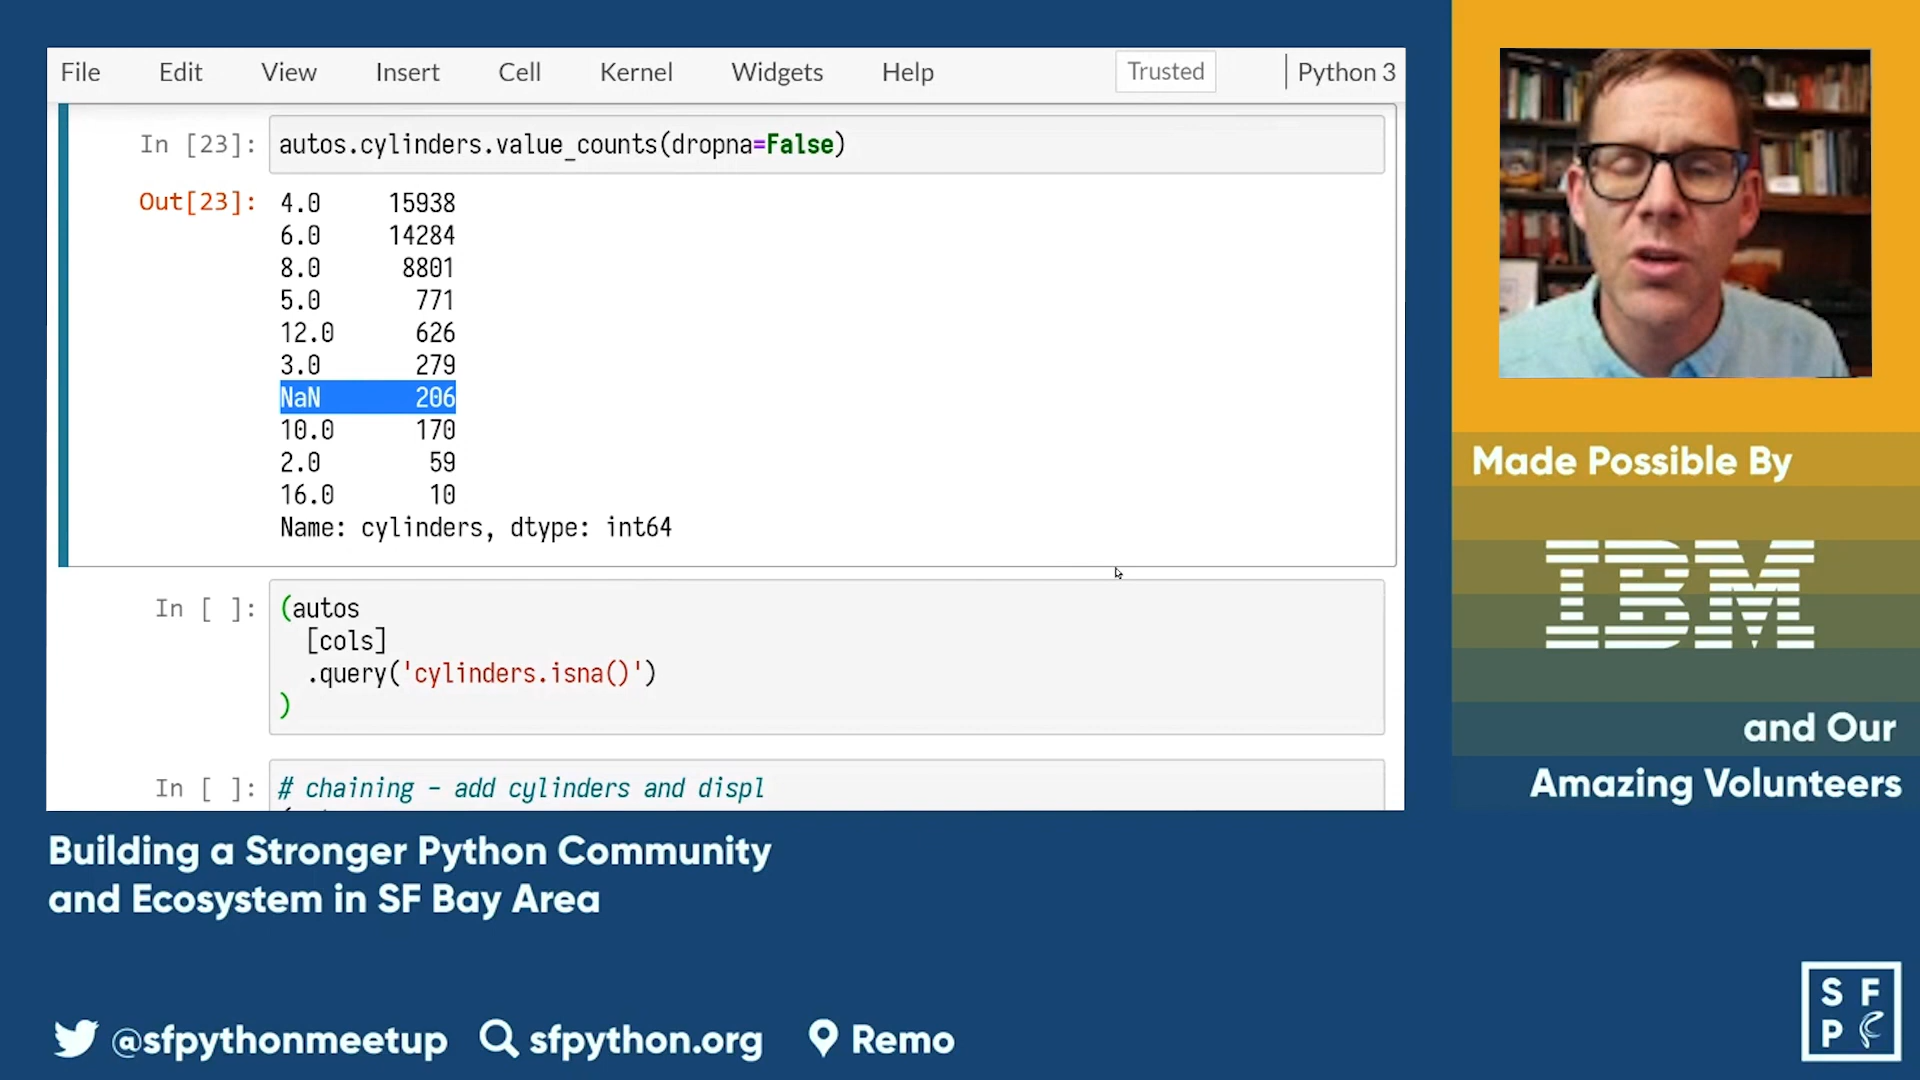 File Edit View Insert Cell Kernel Widgets Help Trusted Python 3
In [23]: autos.cylinders.value_counts(dropna=False)
Out[23]: 4.0 15938
6.0 14284
8.0 8801
5.0 771
12.0 626
3.0 279
NaN 206
10.0 170
2.0 59
16.0 10
Name: cylinders, dtype: int64
In [ ]: (autos
[cols]
.query('cylinders.isna()')
)
In [ ]: # chaining - add cylinders and displ
Made Possible By
IBM
and Our
Amazing Volunteers
Building a Stronger Python Community
and Ecosystem in SF Bay Area
@sfpythonmeetup sfpython.org Remo
S F
P